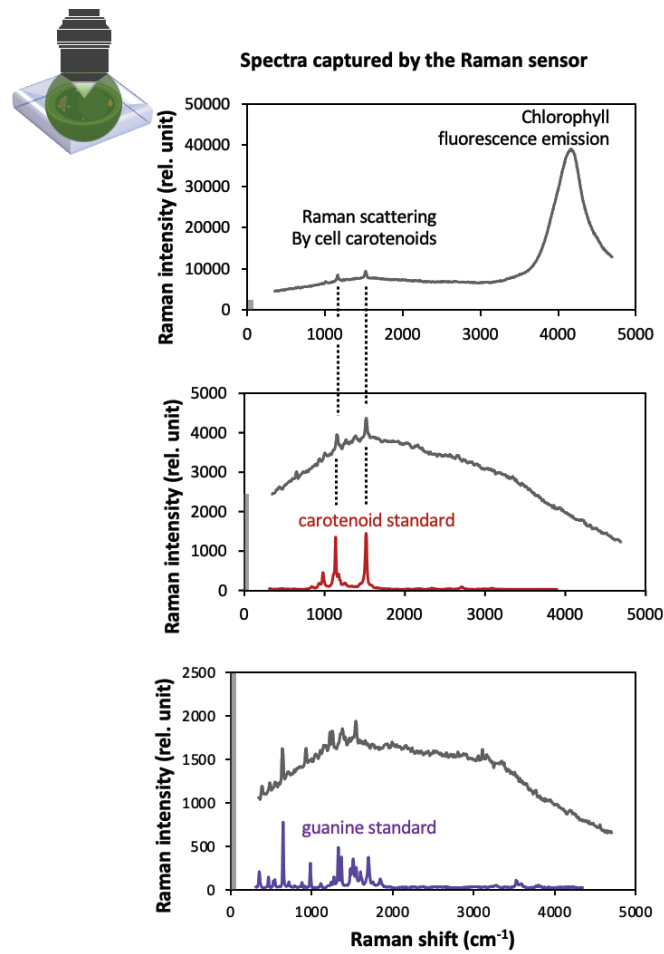 Spectra captured by the Raman sensor
Raman intensity (rel. unit)
50000
40000
30000
20000
10000
0
Chlorophyll
fluorescence emission
Raman scattering
By cell carotenoids
0 1000 2000 3000 4000 5000
Raman intensity (rel. unit)
5000
4000
3000
2000
1000
0
carotenoid standard
0 1000 2000 3000 4000 5000
Raman intensity (rel. unit)
2500
2000
1500
1000
500
0
guanine standard
0 1000 2000 3000 4000 5000
Raman shift (cm⁻¹)